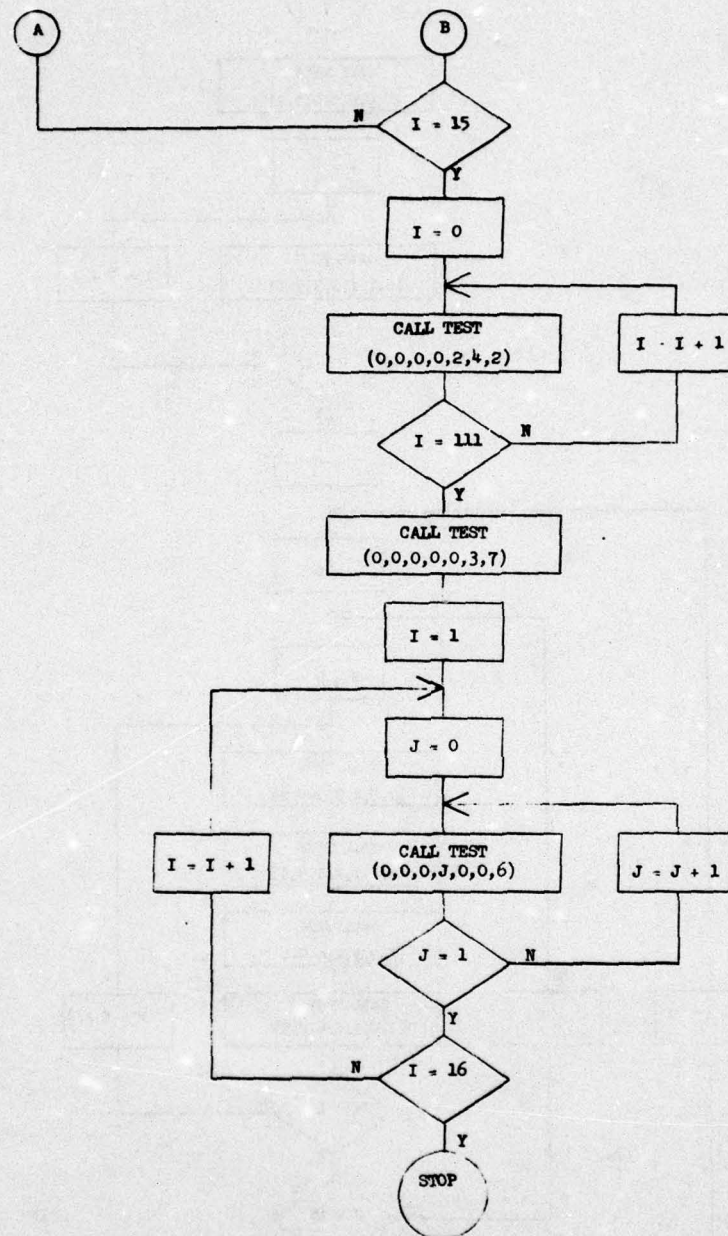 A
B
I = 15
N
Y
I = 0
CALL TEST
(0,0,0,0,2,4,2)
I · I + 1
I = 111
N
Y
CALL TEST
(0,0,0,0,0,3,7)
I = 1
J = 0
I = I + 1
CALL TEST
(0,0,0,J,0,0,6)
J = J + 1
J = 1
N
Y
I = 16
N
Y
STOP